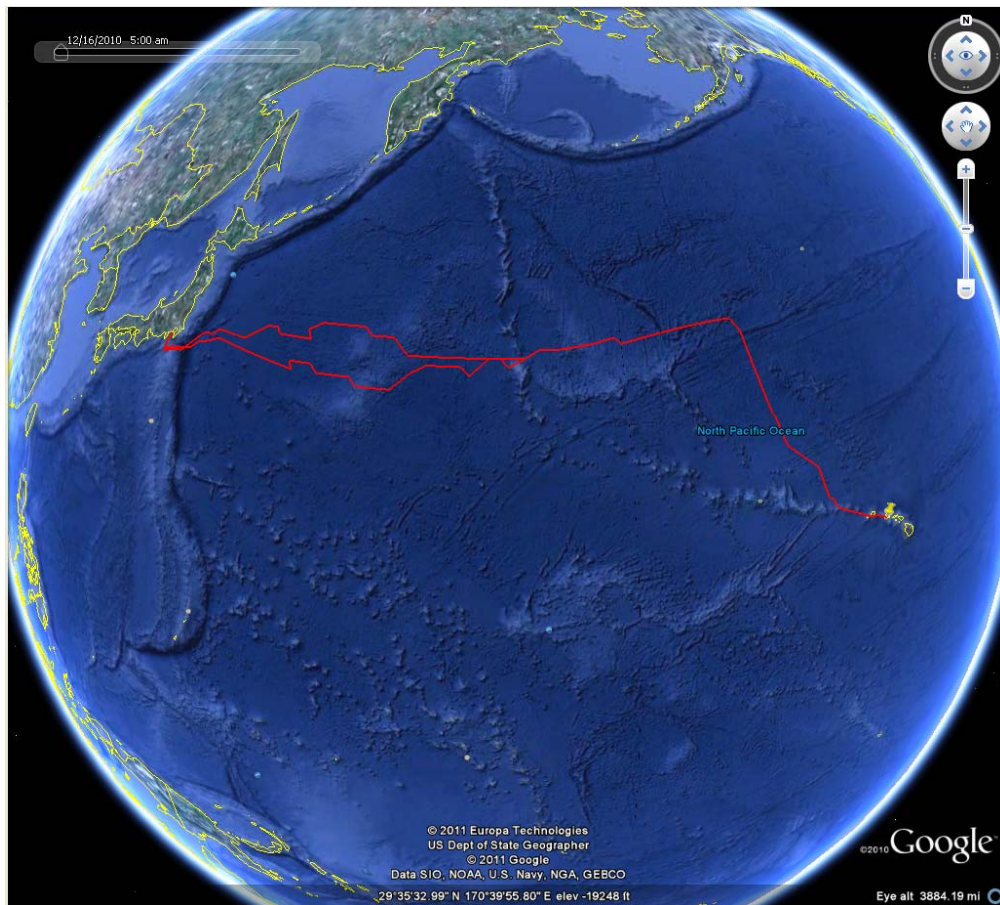 12/16/2010 5:00 am
N
North Pacific Ocean
© 2011 Europa Technologies
US Dept of State Geographer
© 2011 Google
Data SIO, NOAA, U.S. Navy, NGA, GEBCO
©2010 Google
29°35'32.99" N 170°39'55.80" E elev -19248 ft
Eye alt 3884.19 mi